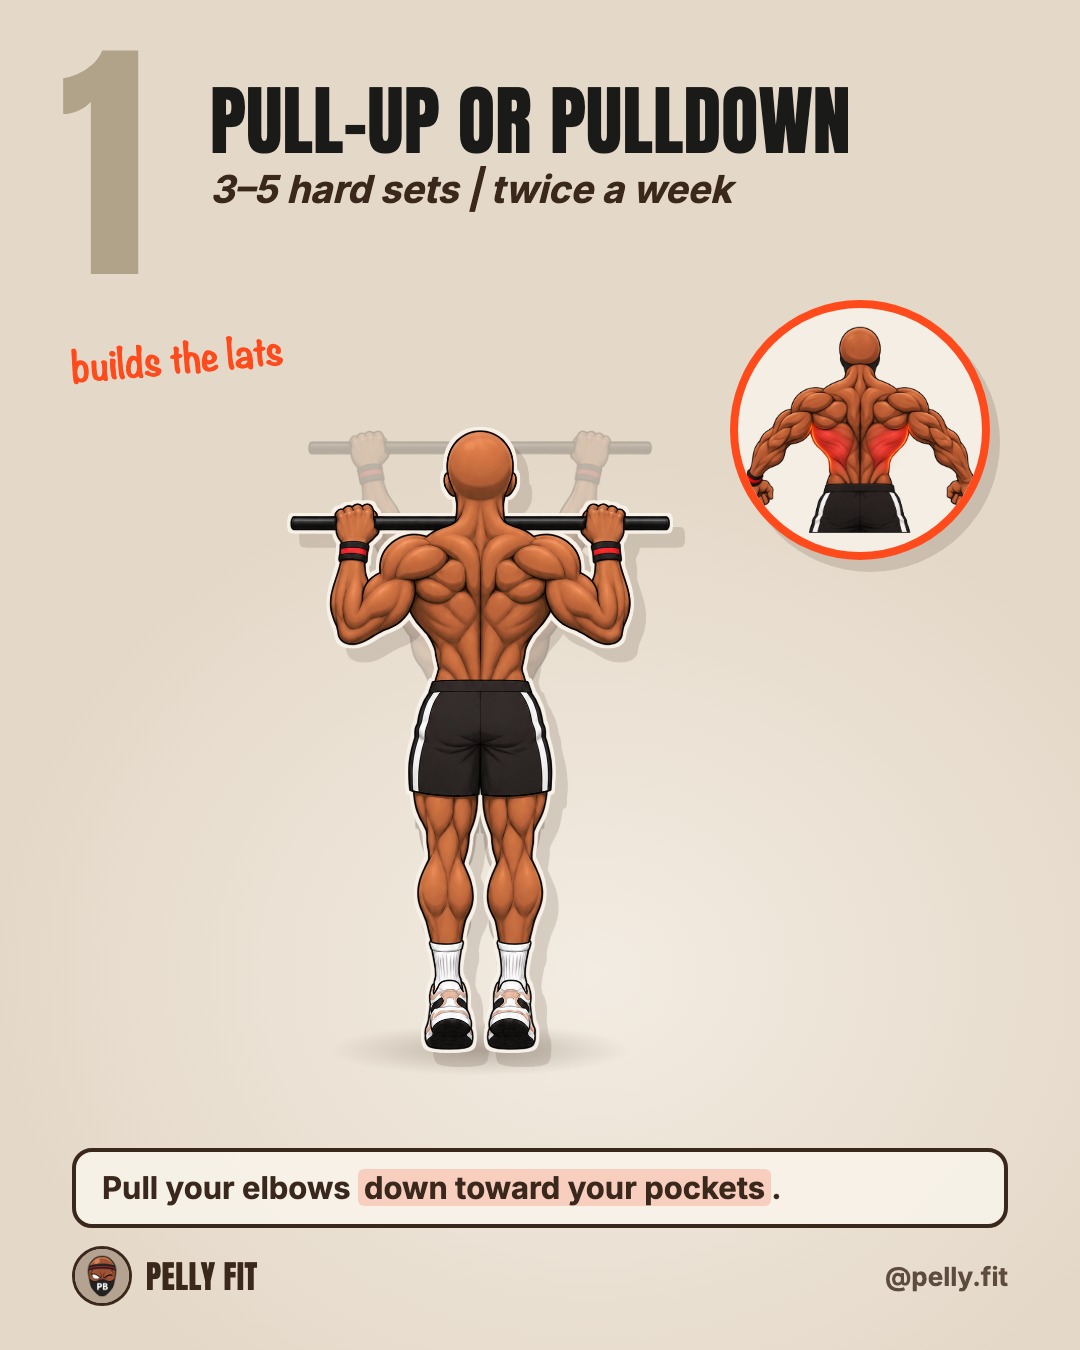 1
PULL-UP OR PULLDOWN
3–5 hard sets | twice a week
builds the lats
Pull your elbows down toward your pockets.
PB
PELLY FIT
@pelly.fit